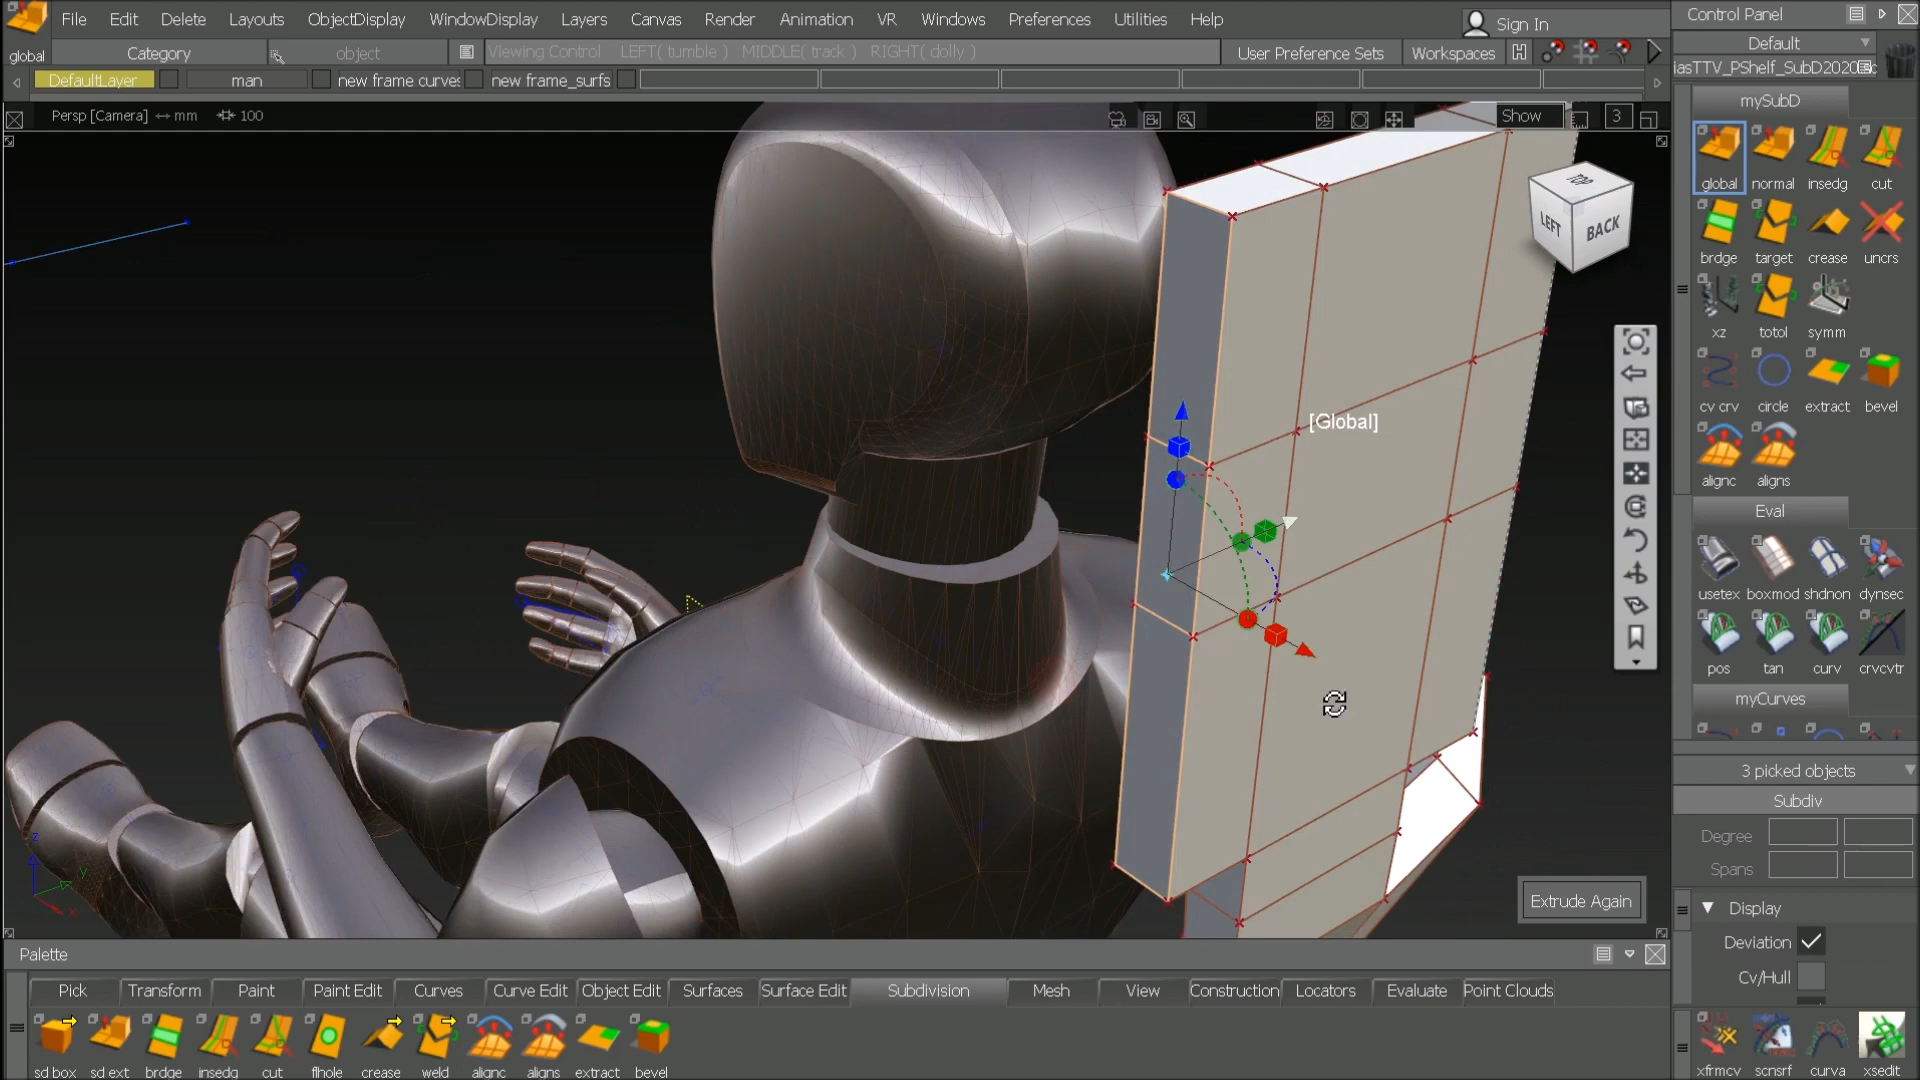 File Edit Delete Layouts ObjectDisplay WindowDisplay Layers Canvas Render Animation VR Windows Preferences Utilities Help
Sign In
Control Panel
global
Category
object
Viewing Control LEFT( tumble ) MIDDLE( track ) RIGHT( dolly )
User Preference Sets
Workspaces
Default
iasTTV_PShelf_SubD2020
DefaultLayer
man
new frame curves
new frame_surfs
Persp [Camera] mm 100
Show
3
TOP
LEFT
BACK
mySubD
global normal insedg cut
brdge target crease uncrs
xz totol symm
cv crv circle extract bevel
alignc aligns
Eval
usetex boxmod shdnon dynsec
pos tan curv crvcvtr
myCurves
[Global]
3 picked objects
Subdiv
Degree
Spans
Extrude Again
Display
Deviation
Cv/Hull
z
y
x
Palette
Pick Transform Paint Paint Edit Curves Curve Edit Object Edit Surfaces Surface Edit Subdivision Mesh View Construction Locators Evaluate Point Clouds
sd box sd ext brdge insedg cut flhole crease weld alignc aligns extract bevel
xfrmcv scnsrf curva xsedit